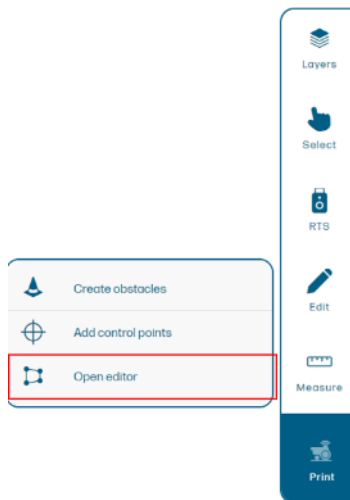 Layers
Select
RTS
Edit
Create obstacles
Add control points
Open editor
Measure
Print